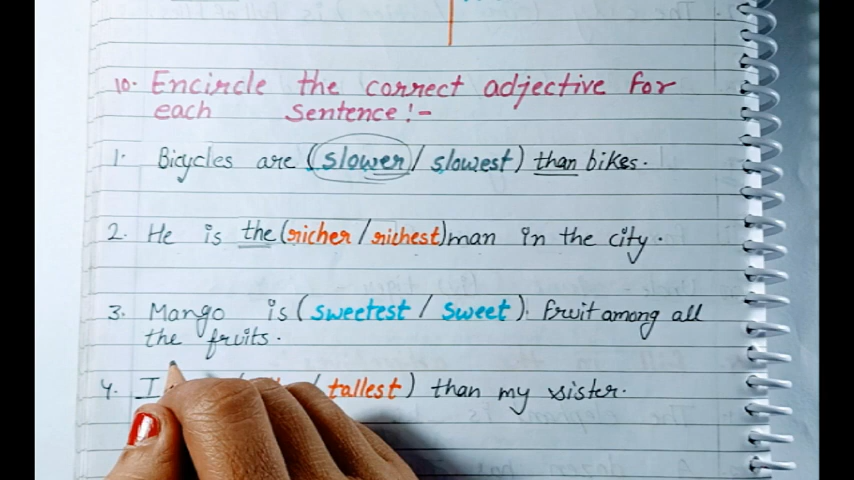 10. Encircle the correct adjective for
each sentence :-
1. Bicycles are (slower / slowest) than bikes.
2. He is the (richer / richest) man in the city.
3. Mango is (sweetest / sweet). fruit among all
the fruits.
4. I / tallest) than my sister.